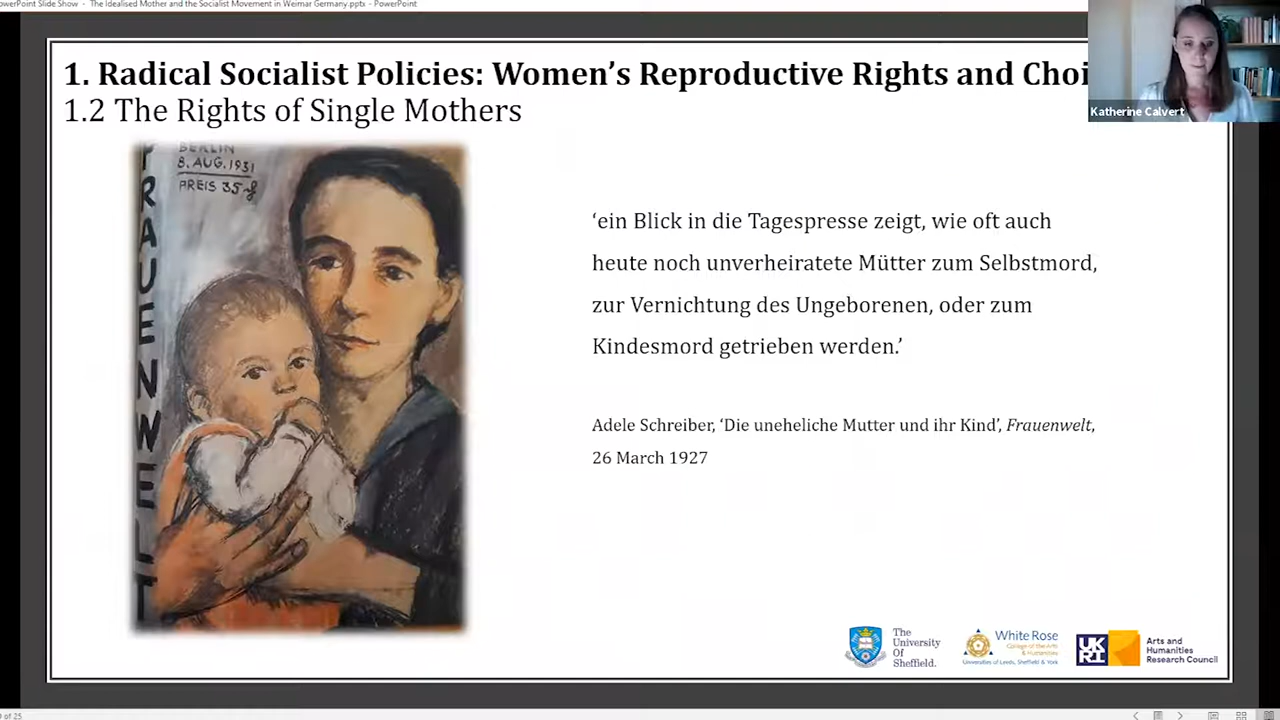 PowerPoint Slide Show - The Idealised Mother and the Socialist Movement in Weimar Germany.pptx - PowerPoint
1. Radical Socialist Policies: Women’s Reproductive Rights and Choi
1.2 The Rights of Single Mothers
Katherine Calvert
BERLIN
8. AUG. 1931
PREIS 35
FRAUENWELT
‘ein Blick in die Tagespresse zeigt, wie oft auch
heute noch unverheiratete Mütter zum Selbstmord,
zur Vernichtung des Ungeborenen, oder zum
Kindesmord getrieben werden.’
Adele Schreiber, ‘Die uneheliche Mutter und ihr Kind’, Frauenwelt,
26 March 1927
The
University
Of
Sheffield.
White Rose
College of the Arts
& Humanities
Universities of Leeds, Sheffield & York
UKRI
Arts and
Humanities
Research Council
of 25